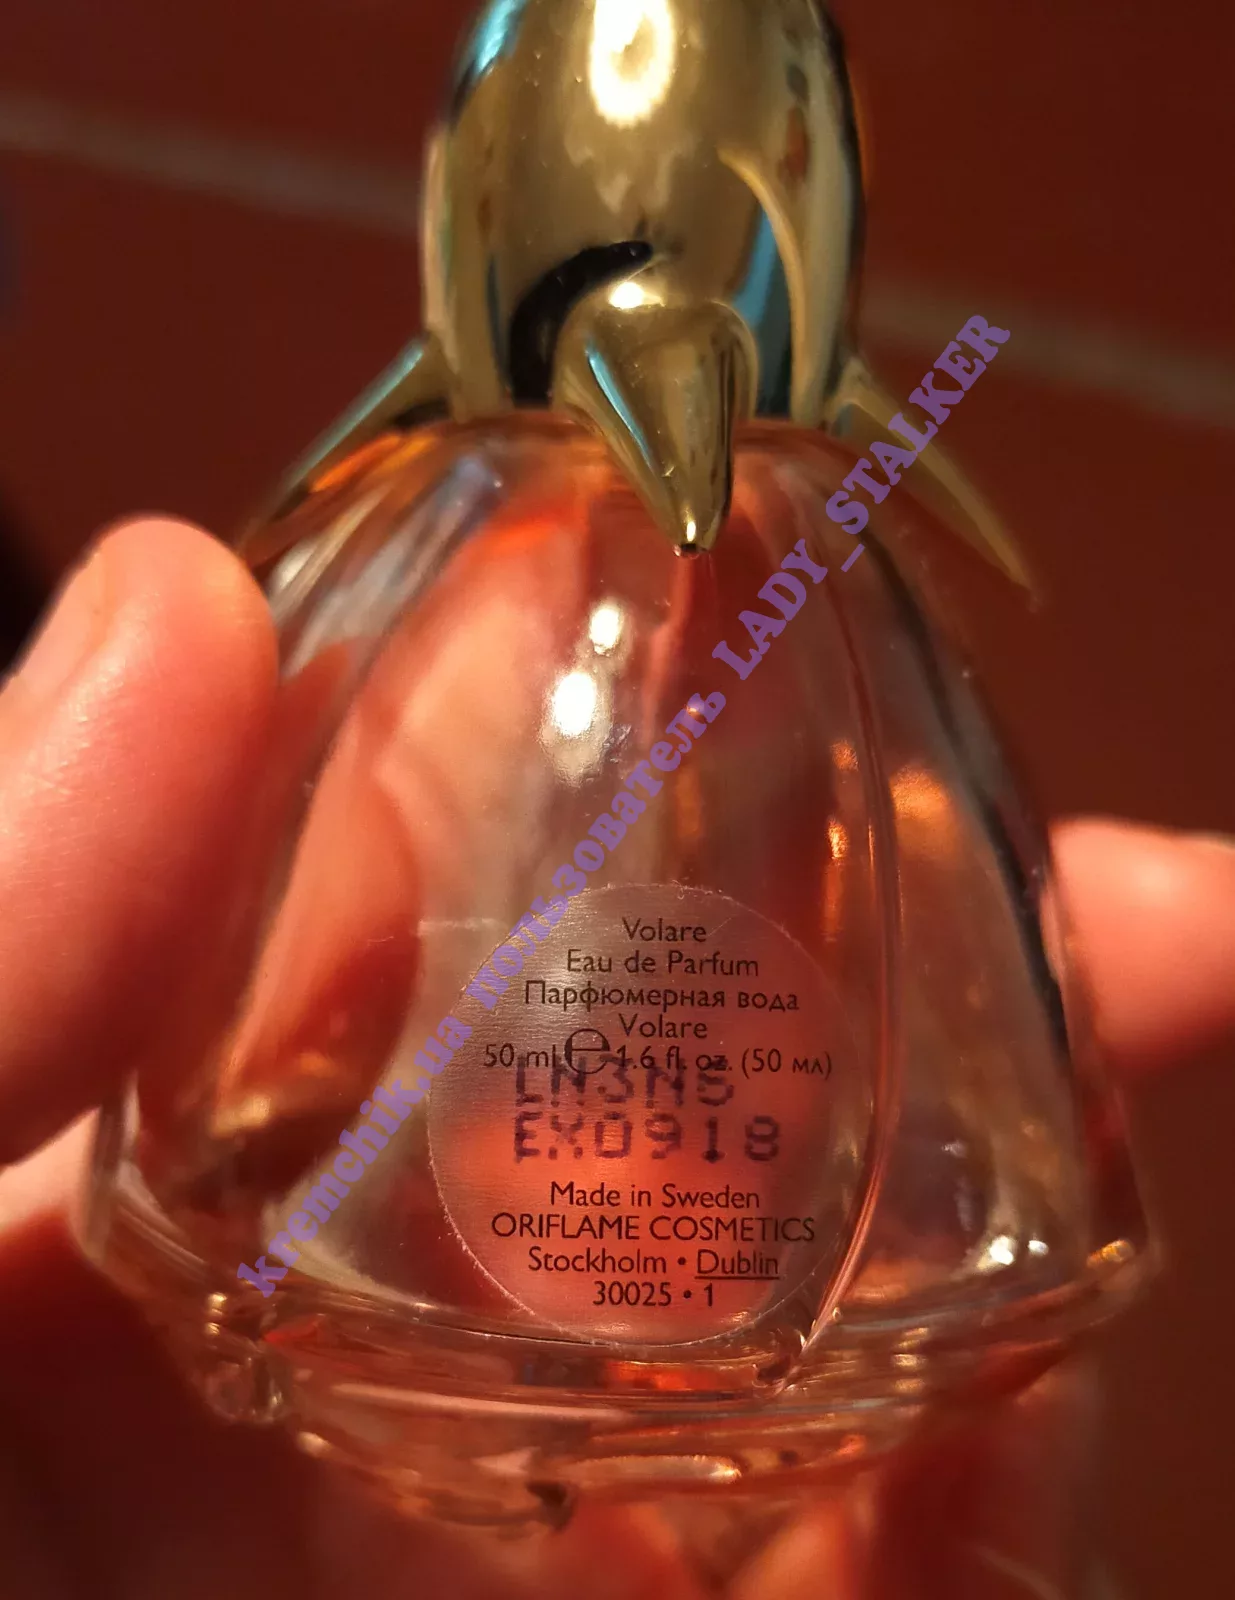 Volare
Eau de Parfum
Парфюмерная вода
Volare
50 ml e 1.6 fl. oz. (50 мл)
LN3N5
EXD918
Made in Sweden
ORIFLAME COSMETICS
Stockholm • Dublin
30025 • 1
kremchik.ua пользователь LADY_STALKER